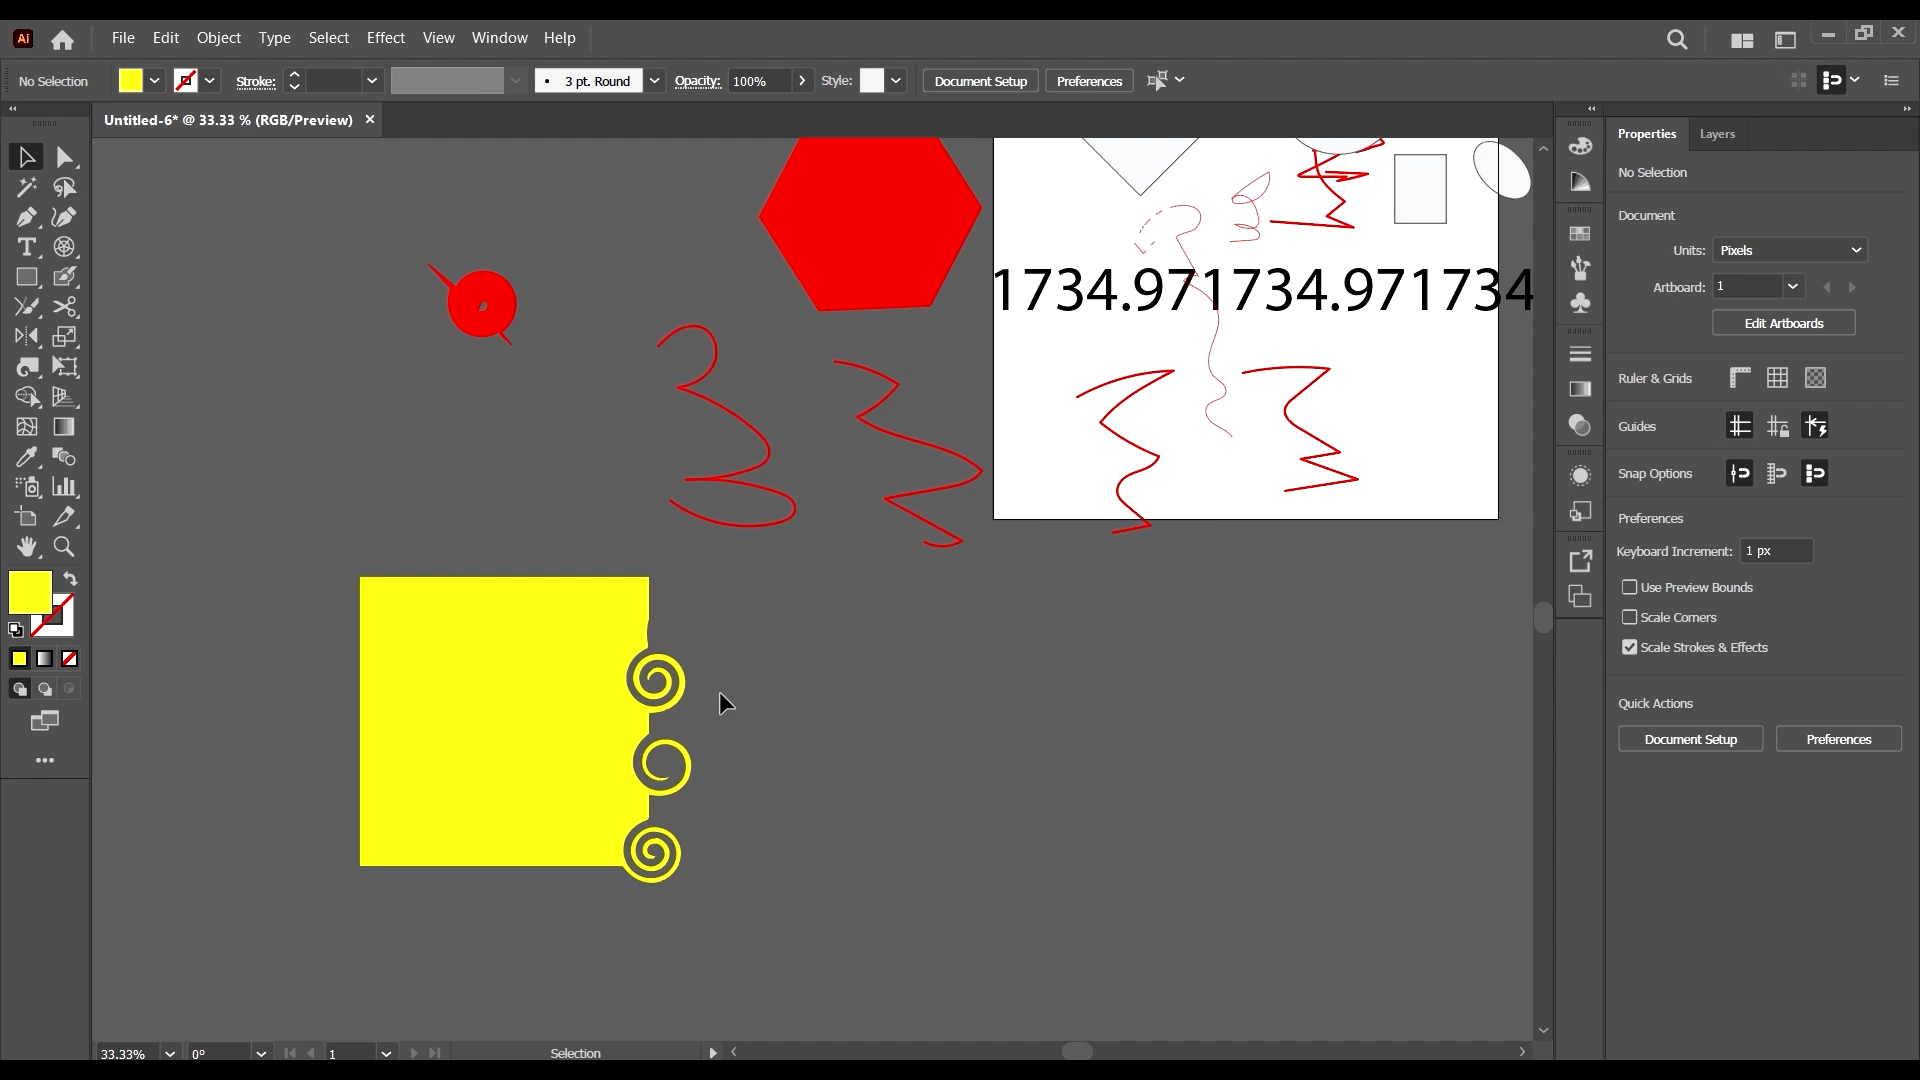 Ai File Edit Object Type Select Effect View Window Help
No Selection Stroke: 3 pt. Round Opacity: 100% Style: Document Setup Preferences
Untitled-6* @ 33.33 % (RGB/Preview) ×
Properties Layers
No Selection
Document
Units: Pixels
Artboard: 1
Edit Artboards
Ruler & Grids
Guides
Snap Options
Preferences
Keyboard Increment: 1 px
Use Preview Bounds
Scale Corners
Scale Strokes & Effects
Quick Actions
Document Setup Preferences
1734.971734.971734
33.33% 0° 1 Selection